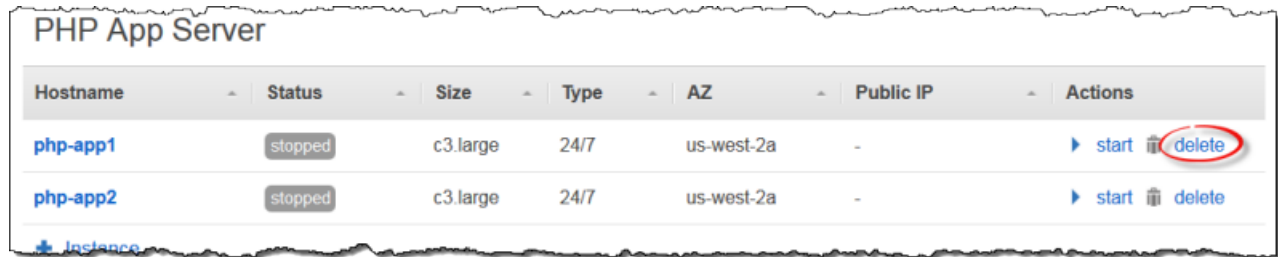 PHP App Server
Hostname Status Size Type AZ Public IP Actions
php-app1 stopped c3.large 24/7 us-west-2a - start delete
php-app2 stopped c3.large 24/7 us-west-2a - start delete
Instance